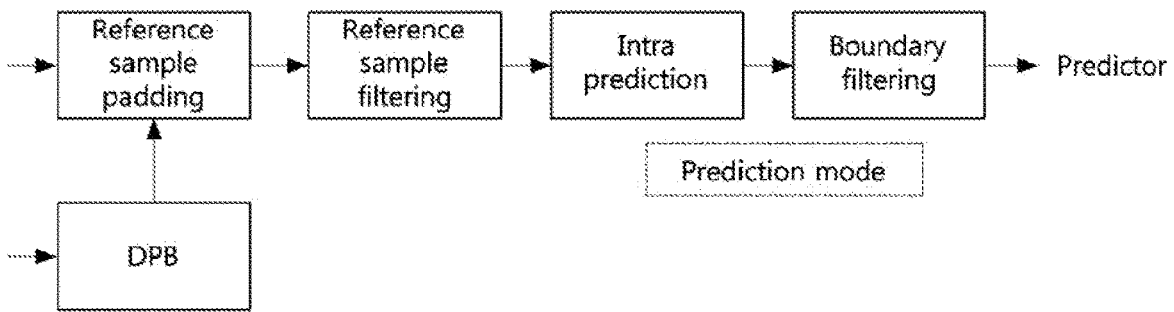 Reference
sample
padding
Reference
sample
filtering
Intra
prediction
Boundary
filtering
Predictor
Prediction mode
DPB